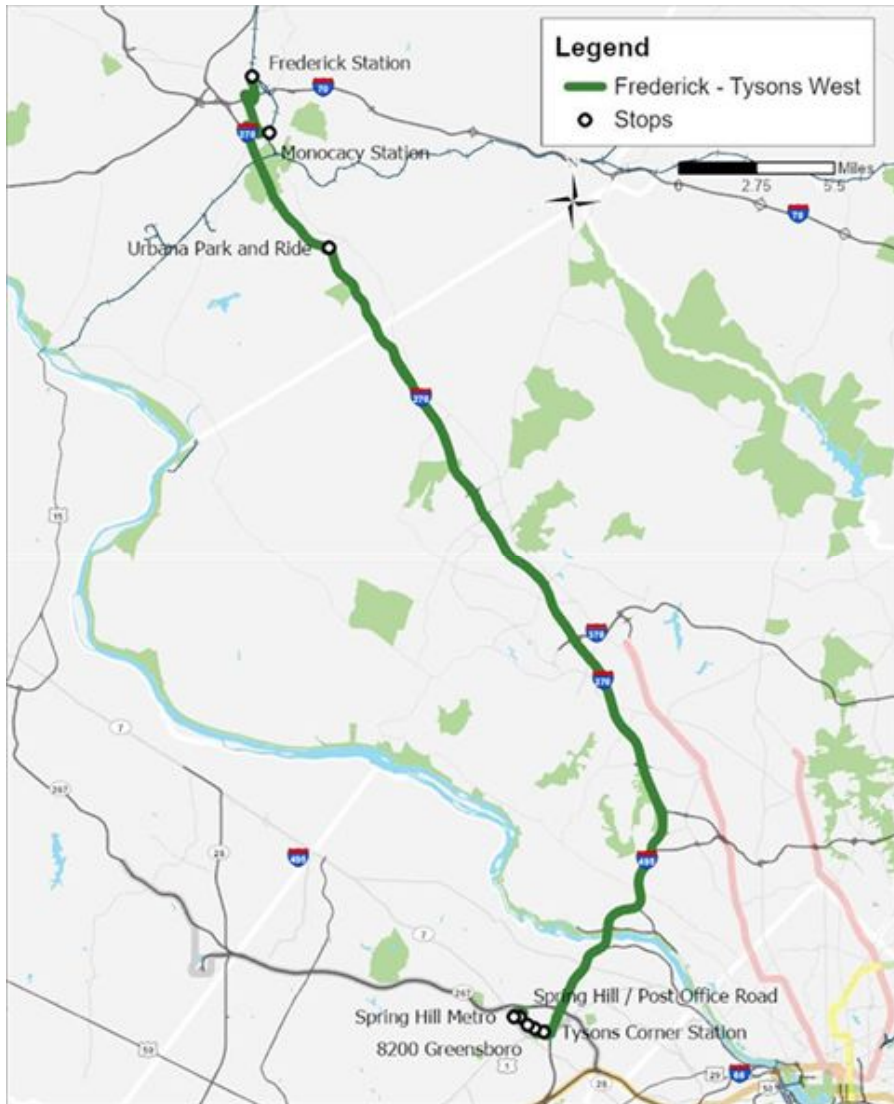 Legend
Frederick - Tysons West
Stops
Frederick Station
70
270
Monocacy Station
N
Miles
0 2.75 5.5
70
Urbana Park and Ride
270
15
370
270
7
267
28
495
495
7
267
Spring Hill / Post Office Road
Spring Hill Metro
Tysons Corner Station
8200 Greensboro
50
1
29
66
50